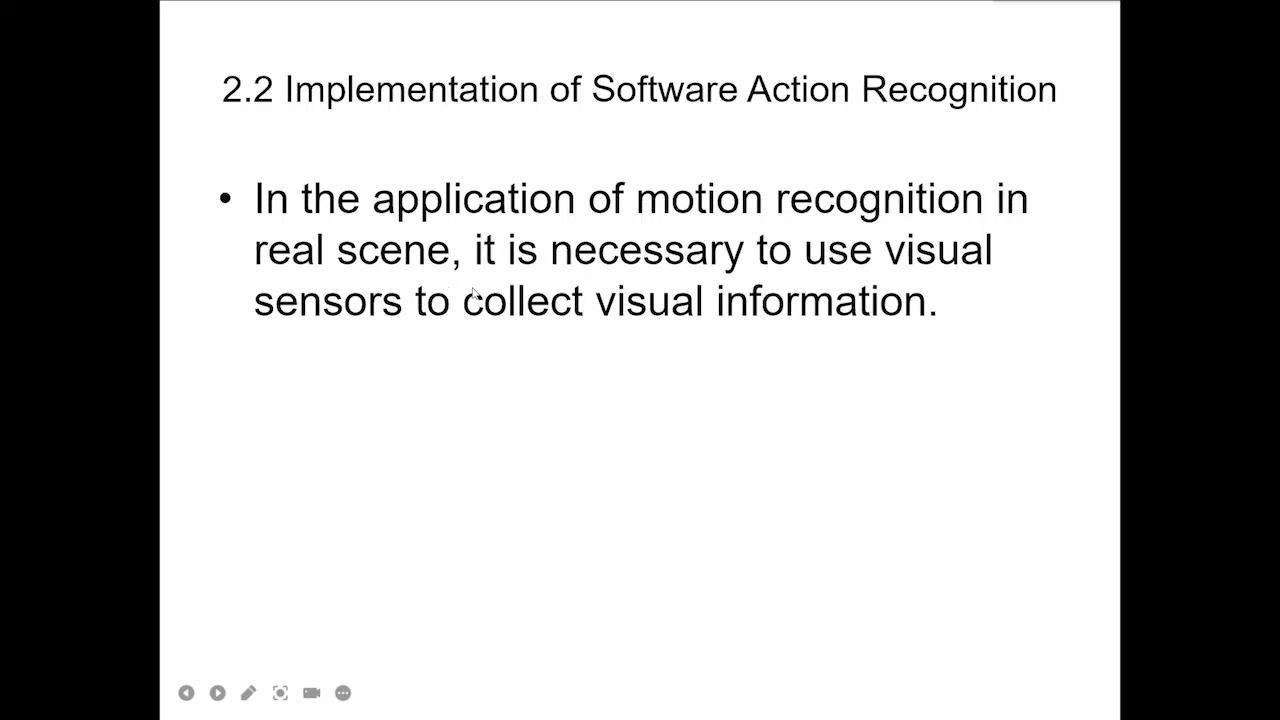 2.2 Implementation of Software Action Recognition
• In the application of motion recognition in
real scene, it is necessary to use visual
sensors to collect visual information.